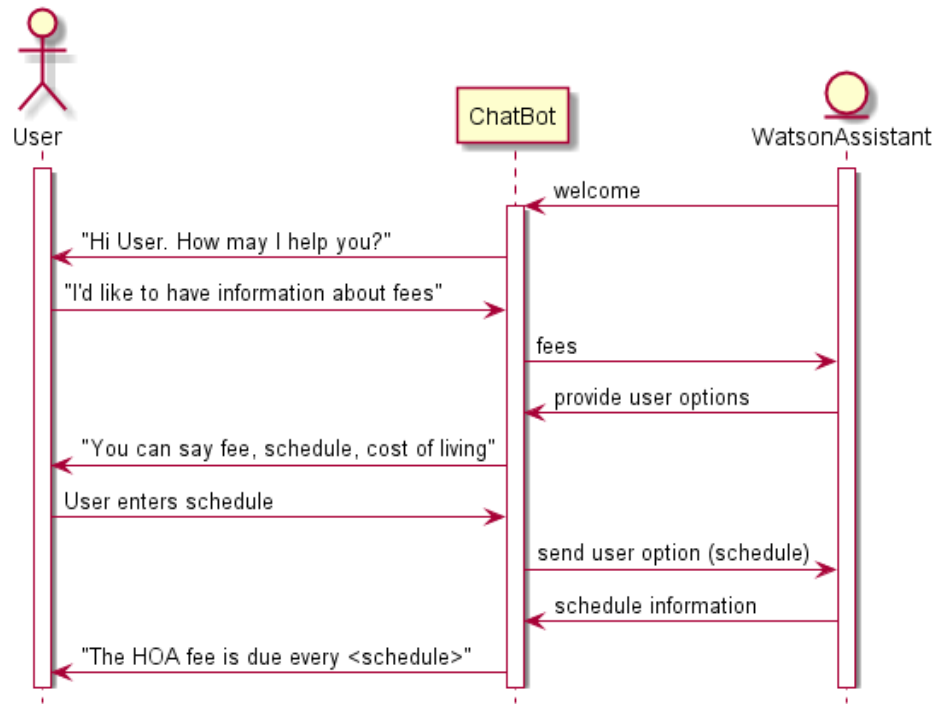 User
ChatBot
WatsonAssistant
welcome
"Hi User. How may I help you?"
"I'd like to have information about fees"
fees
provide user options
"You can say fee, schedule, cost of living"
User enters schedule
send user option (schedule)
schedule information
"The HOA fee is due every <schedule>"